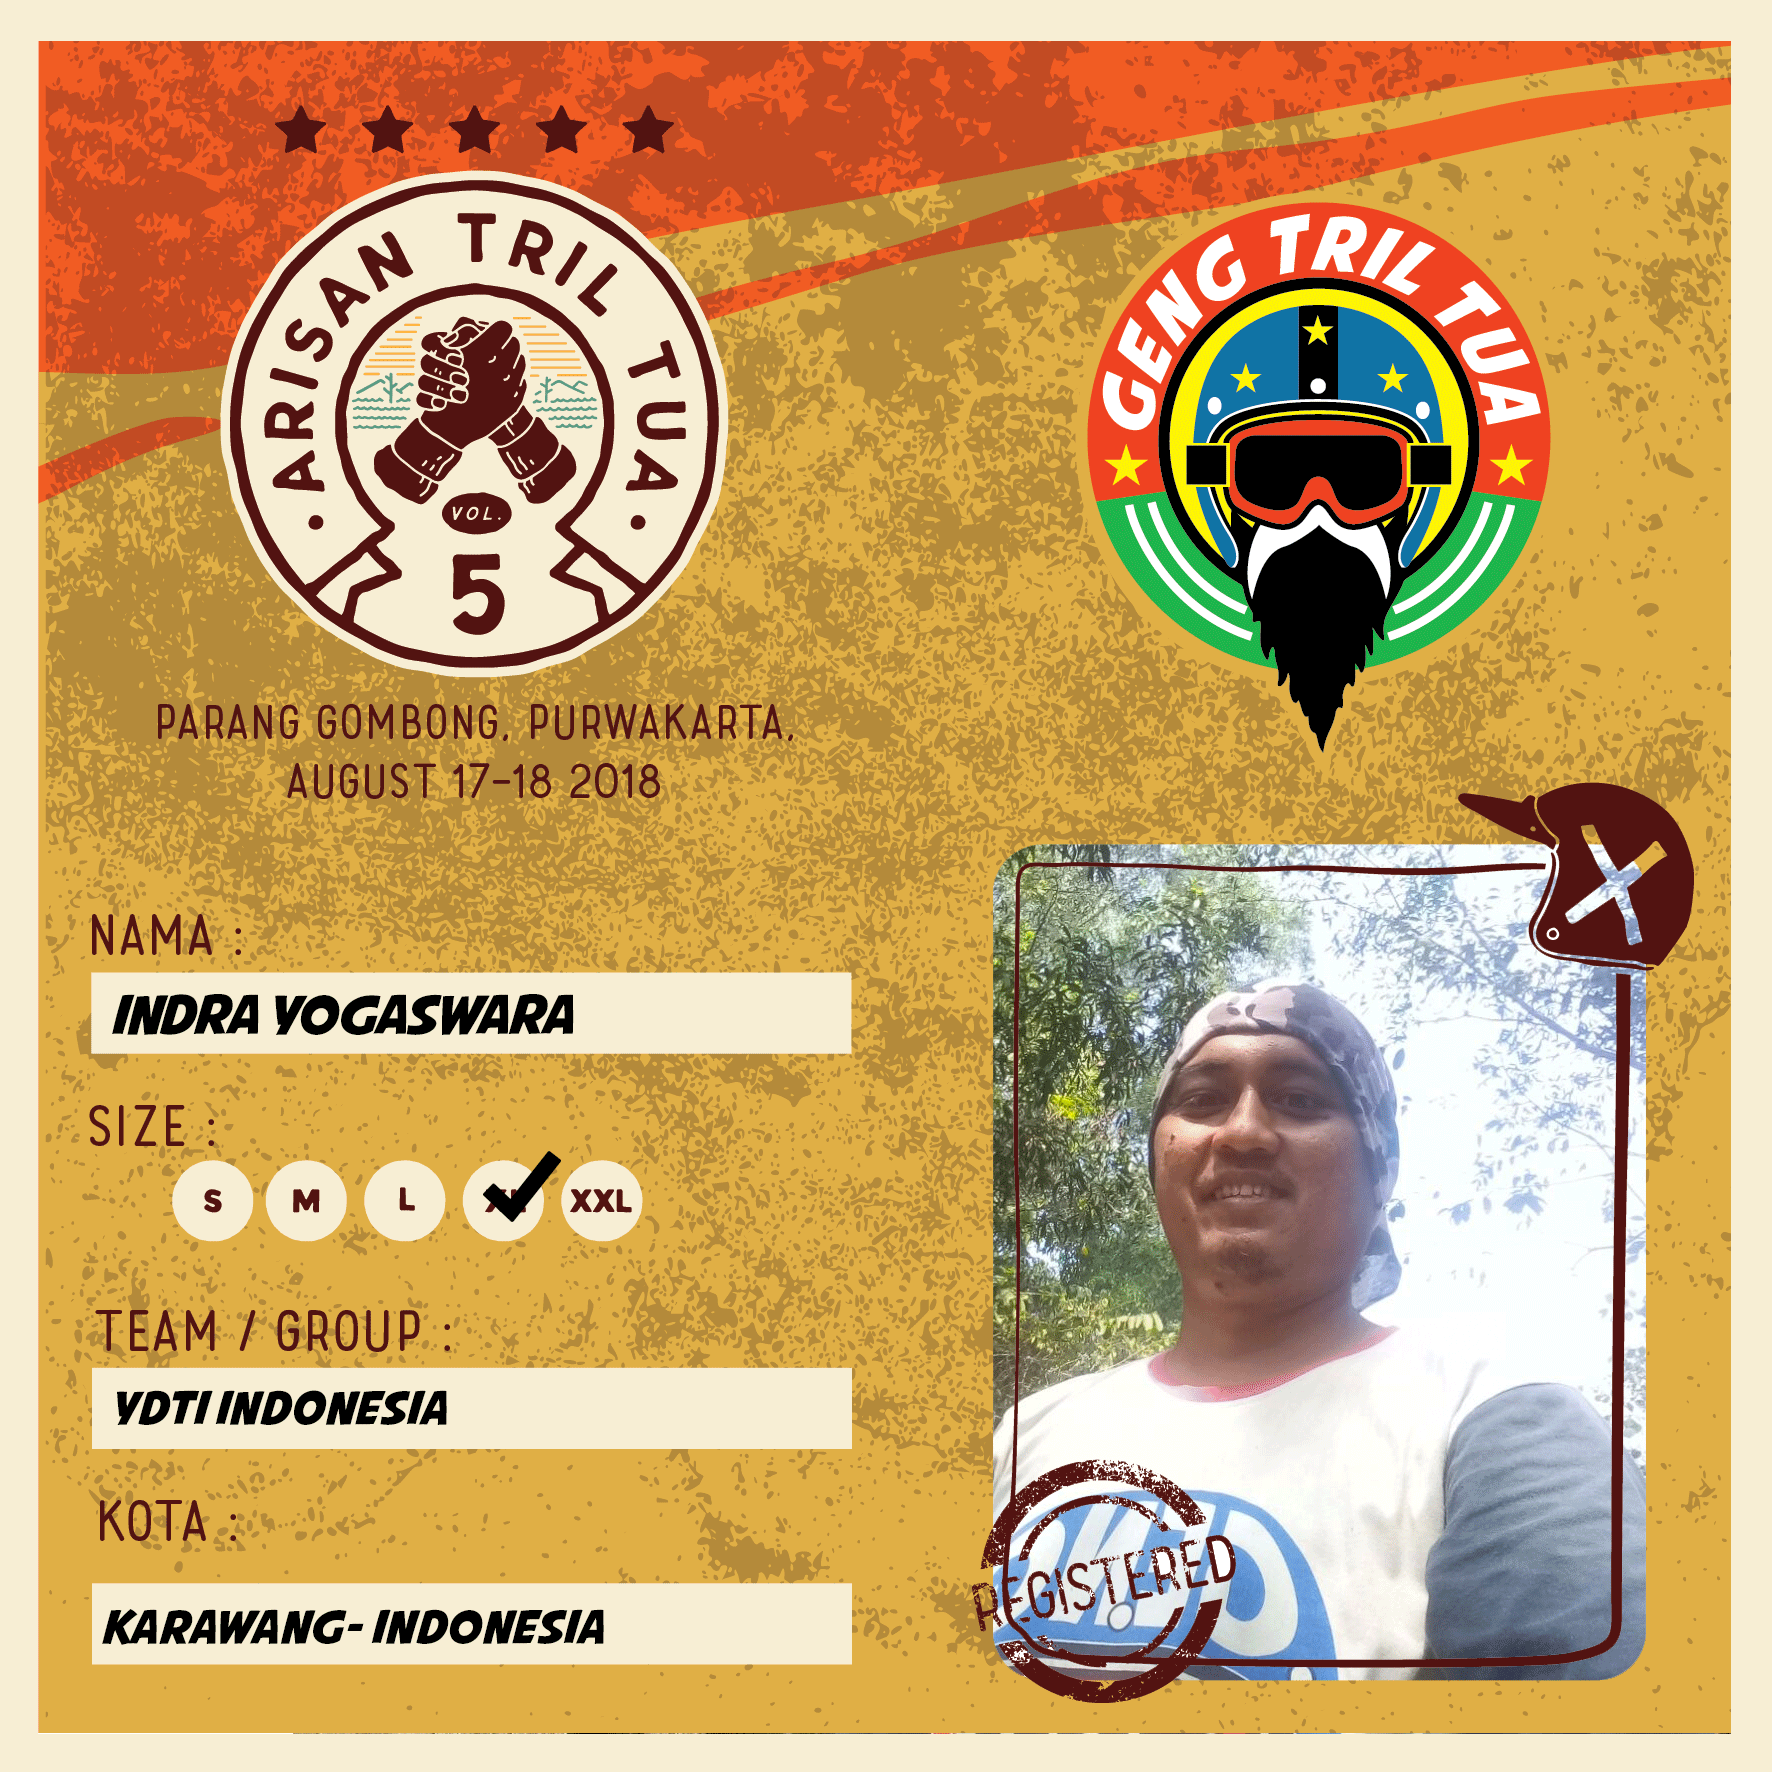 ARISAN TRIL TUA
VOL.
5
GENG TRIL TUA
PARANG GOMBONG, PURWAKARTA,
AUGUST 17-18 2018
NAMA :
INDRA YOGASWARA
SIZE :
S M L XL XXL
TEAM / GROUP :
YDTI INDONESIA
KOTA :
KARAWANG- INDONESIA
REGISTERED